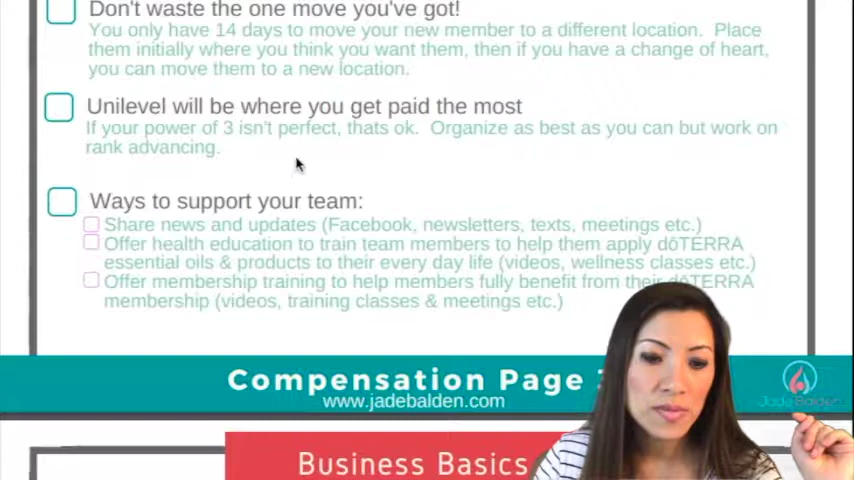 Don't waste the one move you've got!
You only have 14 days to move your new member to a different location. Place
them initially where you think you want them, then if you have a change of heart,
you can move them to a new location.
Unilevel will be where you get paid the most
If your power of 3 isn't perfect, thats ok. Organize as best as you can but work on
rank advancing.
Ways to support your team:
Share news and updates (Facebook, newsletters, texts, meetings etc.)
Offer health education to train team members to help them apply dōTERRA
essential oils & products to their every day life (videos, wellness classes etc.)
Offer membership training to help members fully benefit from their dōTERRA
membership (videos, training classes & meetings etc.)
Compensation Page
www.jadebalden.com
Jade Balden
Business Basics